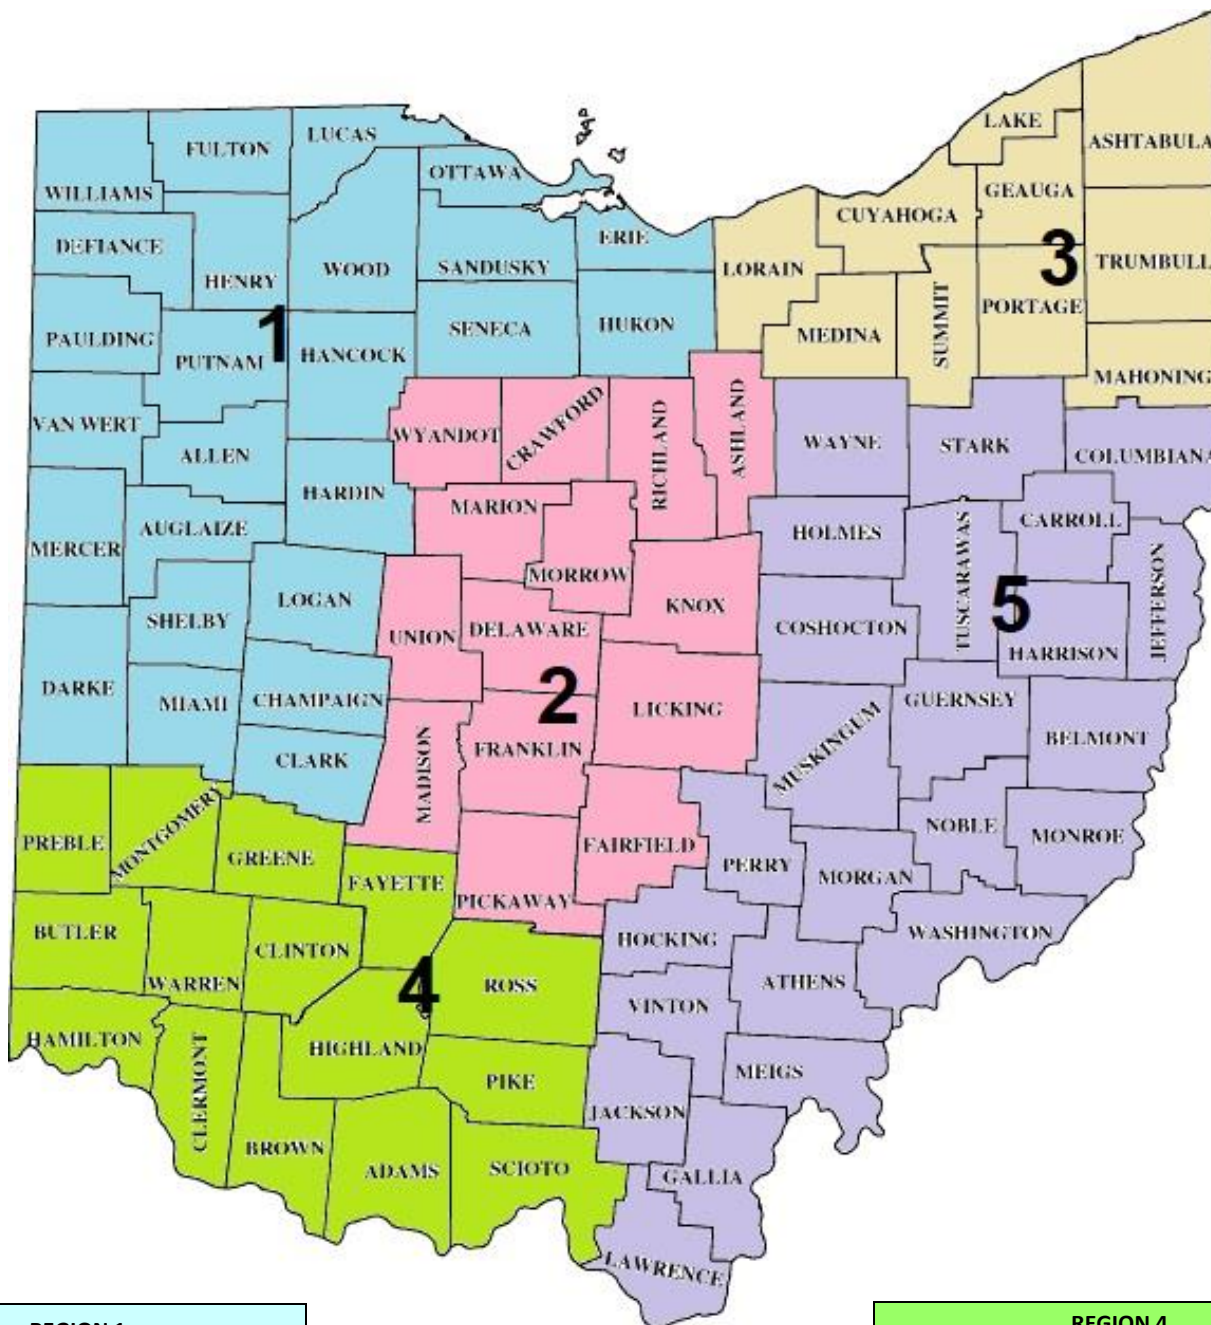 LAKE
ASHTABULA
LUCAS
FULTON
OTTAWA
WILLIAMS
GEAUGA
CUYAHOGA
ERIE
DEFIANCE
3
TRUMBULL
WOOD
SANDUSKY
LORAIN
HENRY
PORTAGE
SUMMIT
1
SENECA
HUKON
MEDINA
PAULDING
PUTNAM
HANCOCK
MAHONING
VAN WERT
WYANDOT
CRAWFORD
RICHLAND
ASHLAND
WAYNE
STARK
COLUMBIANA
ALLEN
HARDIN
MARION
AUGLAIZE
CARROLL
HOLMES
MERCER
TUSCARAWAS
JEFFERSON
MORROW
LOGAN
KNOX
5
SHELBY
UNION
DELAWARE
COSHOCTON
HARRISON
DARKE
MIAMI
CHAMPAIGN
2
LICKING
GUERNSEY
MUSKINGUM
BELMONT
FRANKLIN
CLARK
MADISON
PREBLE
MONTGOMERY
GREENE
FAIRFIELD
NOBLE
MONROE
PERRY
MORGAN
FAYETTE
PICKAWAY
BUTLER
WASHINGTON
CLINTON
HOCKING
WARREN
4
ROSS
ATHENS
VINTON
HAMILTON
HIGHLAND
CLERMONT
PIKE
MEIGS
JACKSON
BROWN
ADAMS
SCIOTO
GALLIA
LAWRENCE
REGION 4